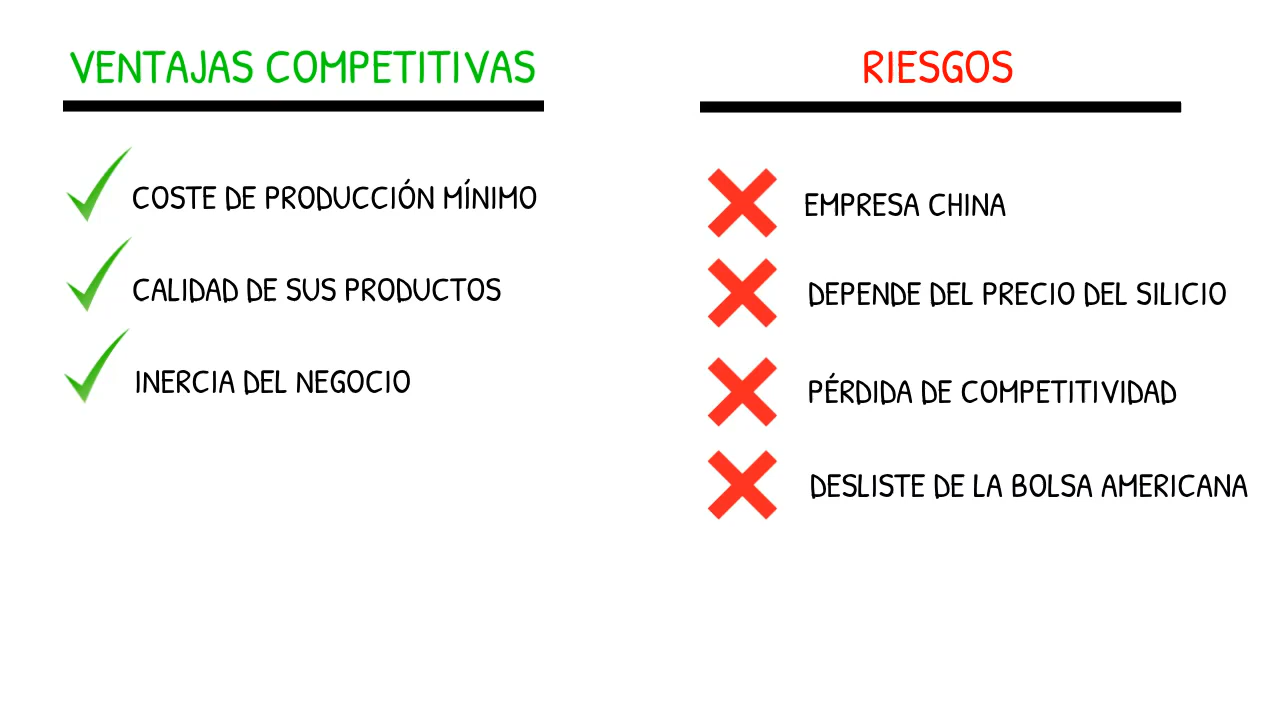 VENTAJAS COMPETITIVAS
COSTE DE PRODUCCIÓN MÍNIMO
CALIDAD DE SUS PRODUCTOS
INERCIA DEL NEGOCIO
RIESGOS
EMPRESA CHINA
DEPENDE DEL PRECIO DEL SILICIO
PÉRDIDA DE COMPETITIVIDAD
DESLISTE DE LA BOLSA AMERICANA